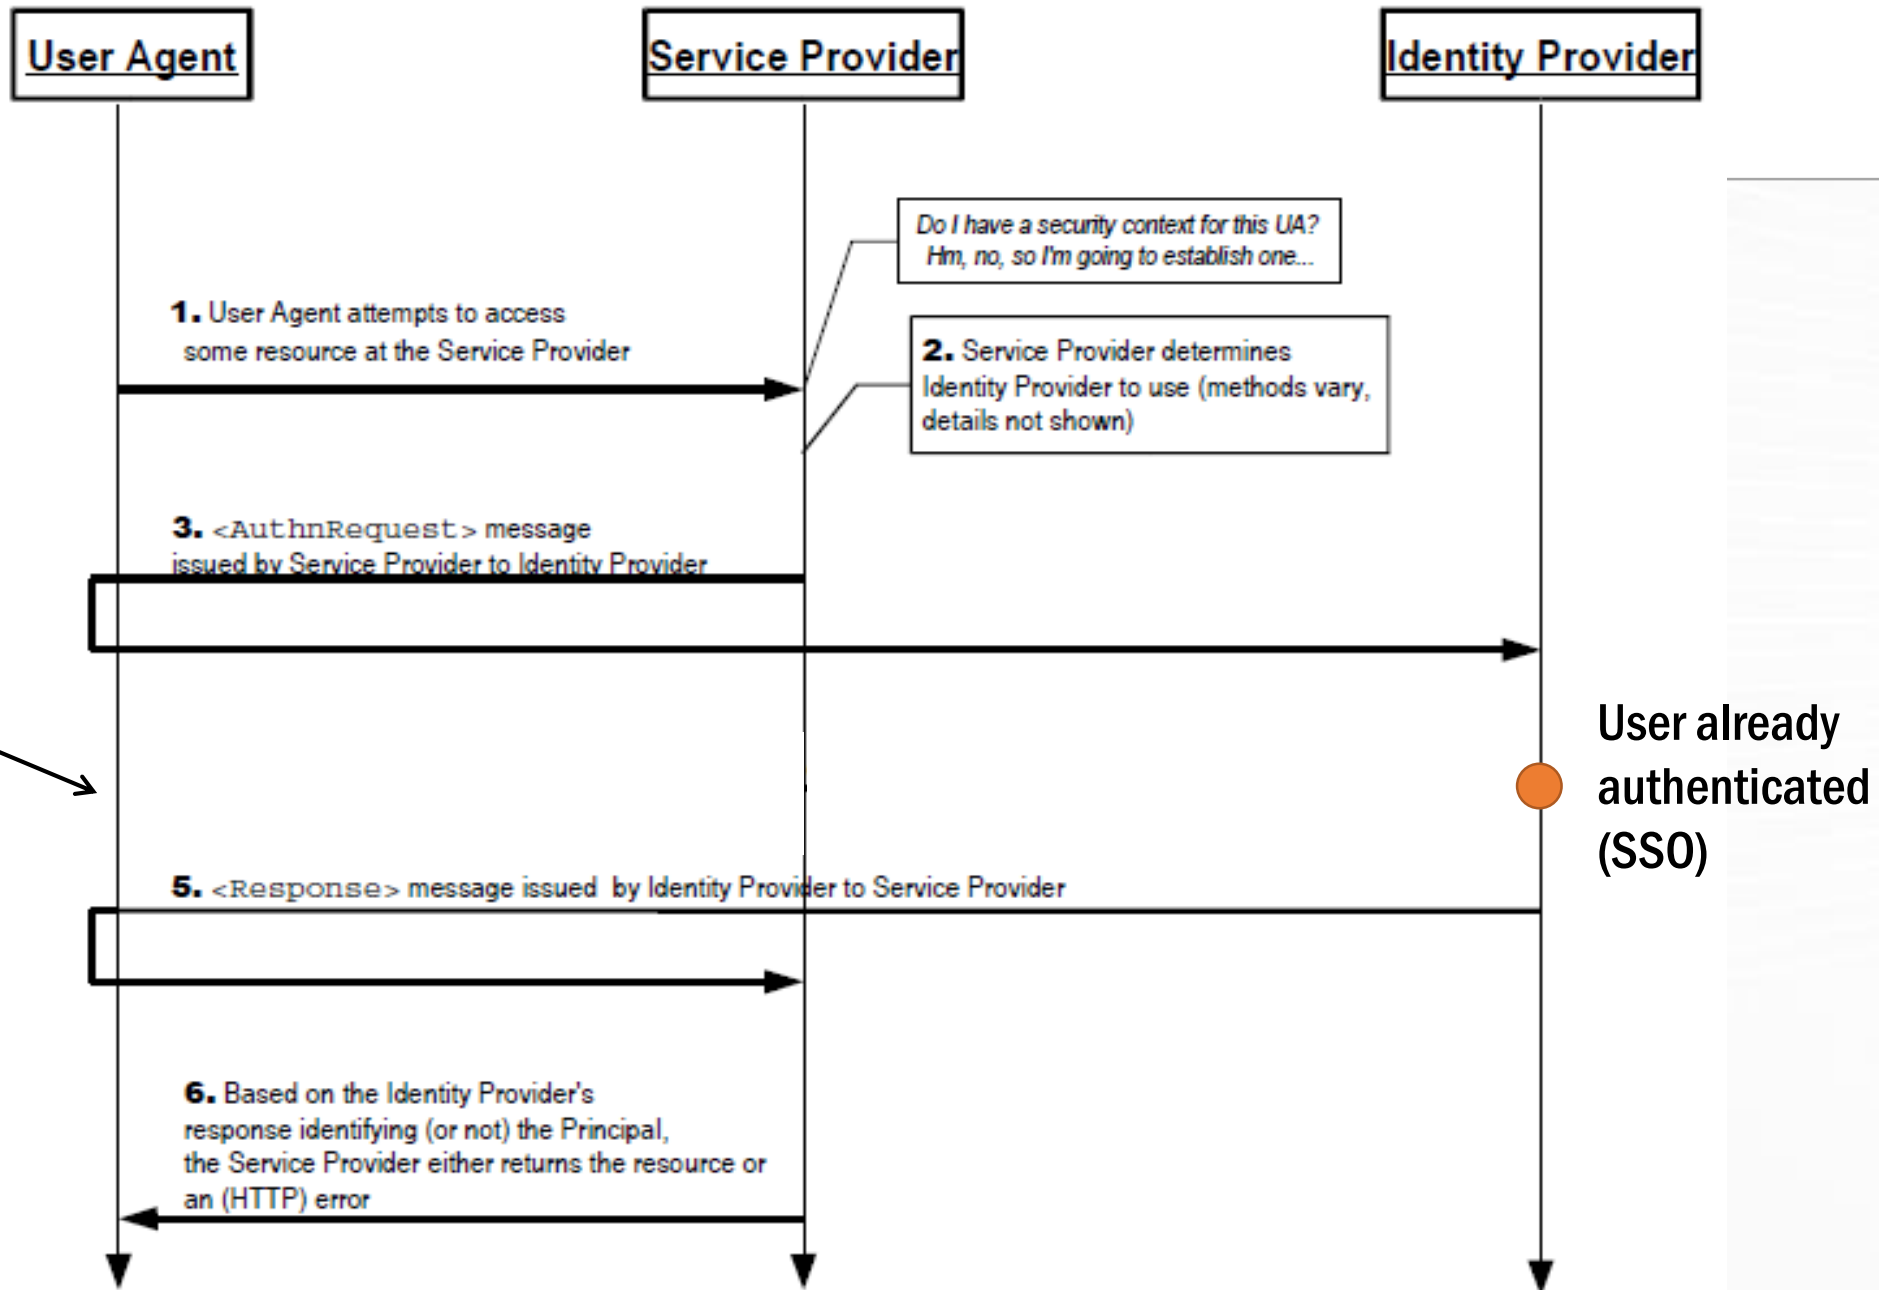 User Agent
Service Provider
Identity Provider
Do I have a security context for this UA?
Hm, no, so I'm going to establish one...
1. User Agent attempts to access
some resource at the Service Provider
2. Service Provider determines
Identity Provider to use (methods vary,
details not shown)
3. <AuthnRequest> message
issued by Service Provider to Identity Provider
User already
authenticated
(SSO)
5. <Response> message issued by Identity Provider to Service Provider
6. Based on the Identity Provider's
response identifying (or not) the Principal,
the Service Provider either returns the resource or
an (HTTP) error